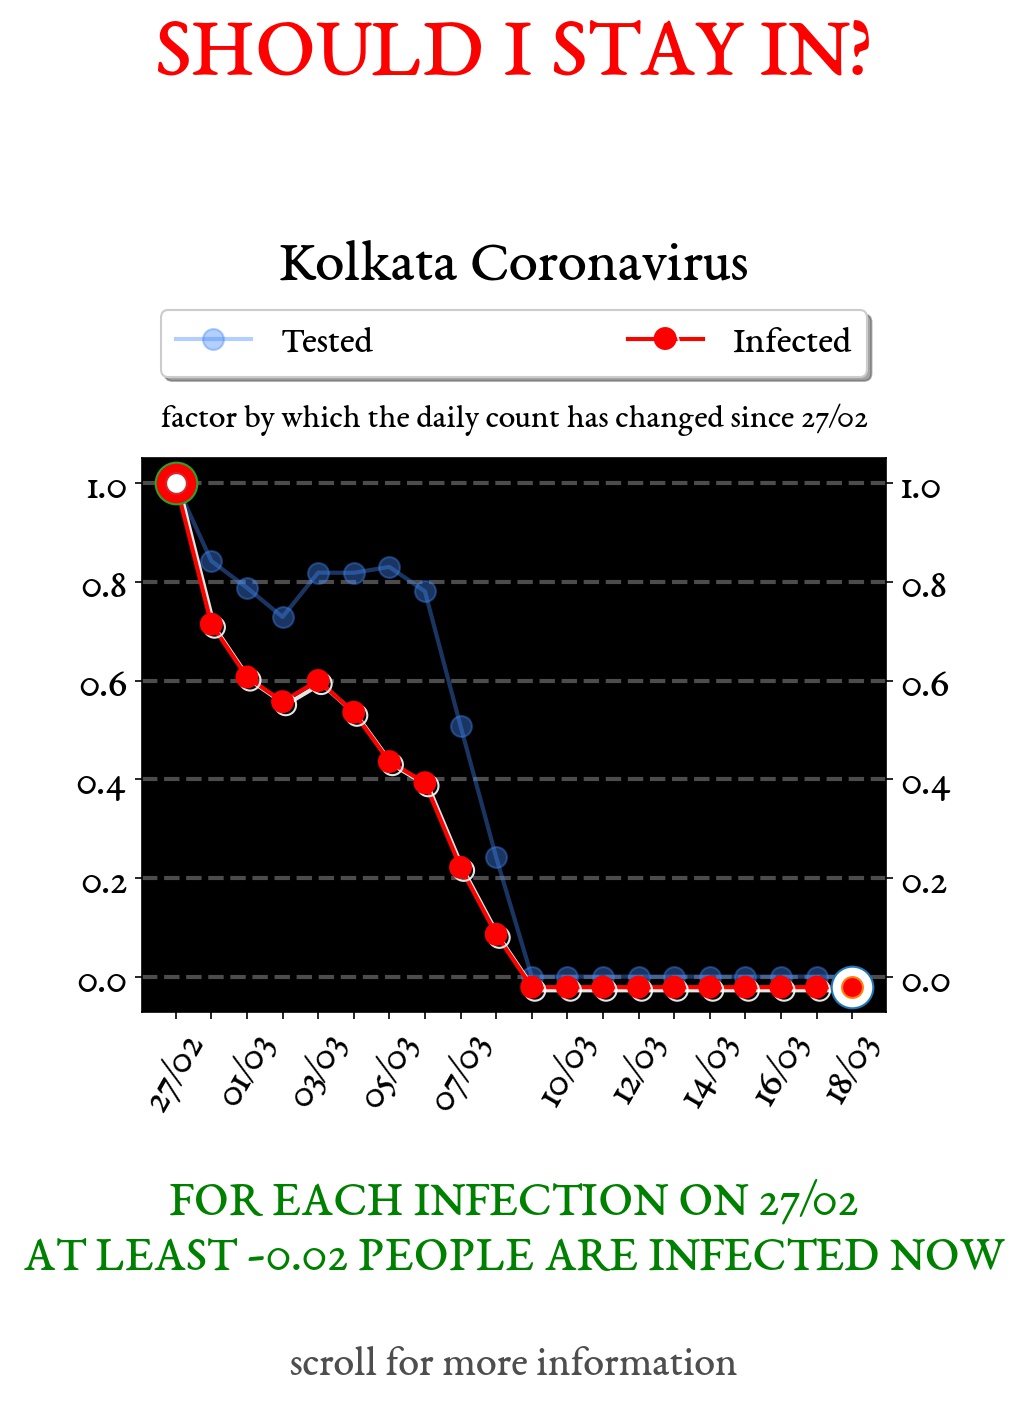 SHOULD I STAY IN?
Kolkata Coronavirus
Tested Infected
factor by which the daily count has changed since 27/02
1.0 1.0
0.8 0.8
0.6 0.6
0.4 0.4
0.2 0.2
0.0 0.0
27/02 01/03 03/03 05/03 07/03 10/03 12/03 14/03 16/03 18/03
FOR EACH INFECTION ON 27/02
AT LEAST -0.02 PEOPLE ARE INFECTED NOW
scroll for more information